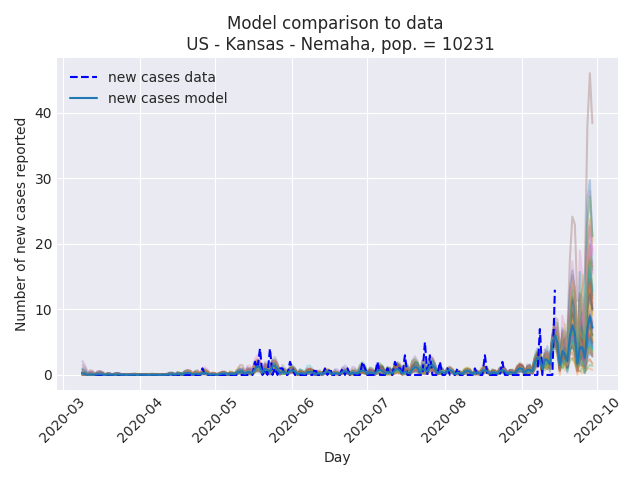 Model comparison to data
US - Kansas - Nemaha, pop. = 10231
new cases data
new cases model
Number of new cases reported
40
30
20
10
0
2020-03
2020-04
2020-05
2020-06
2020-07
2020-08
2020-09
2020-10
Day